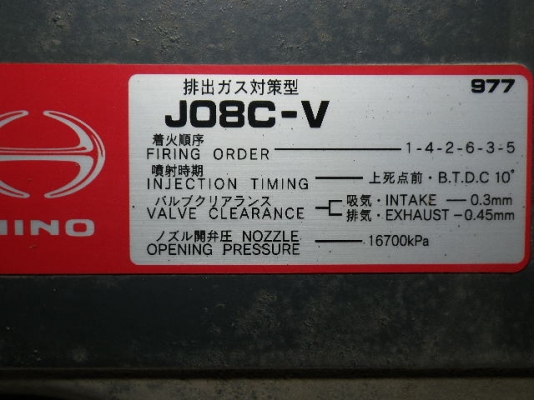 排出ガス対策型 977
J08C-V
着火順序
FIRING ORDER 1-4-2-6-3-5
噴射時期
INJECTION TIMING 上死点前・B.T.D.C 10°
バルブクリアランス 吸気・INTAKE 0.3mm
VALVE CLEARANCE 排気・EXHAUST 0.45mm
ノズル開弁圧 NOZZLE
OPENING PRESSURE 16700kPa
HINO